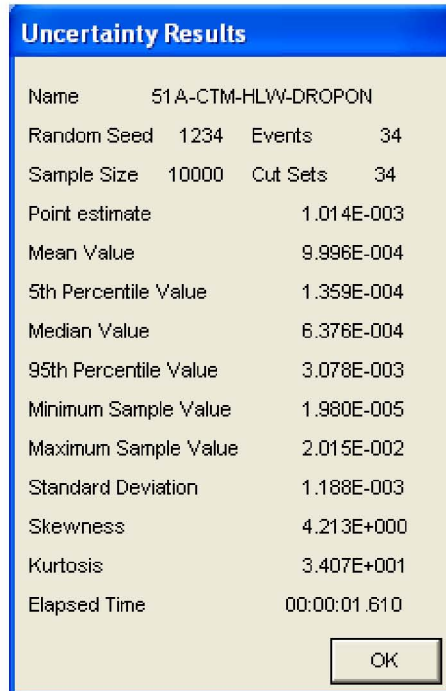 Uncertainty Results
Name 51A-CTM-HLW-DROPON
Random Seed 1234 Events 34
Sample Size 10000 Cut Sets 34
Point estimate 1.014E-003
Mean Value 9.996E-004
5th Percentile Value 1.359E-004
Median Value 6.376E-004
95th Percentile Value 3.078E-003
Minimum Sample Value 1.980E-005
Maximum Sample Value 2.015E-002
Standard Deviation 1.188E-003
Skewness 4.213E+000
Kurtosis 3.407E+001
Elapsed Time 00:00:01.610
OK